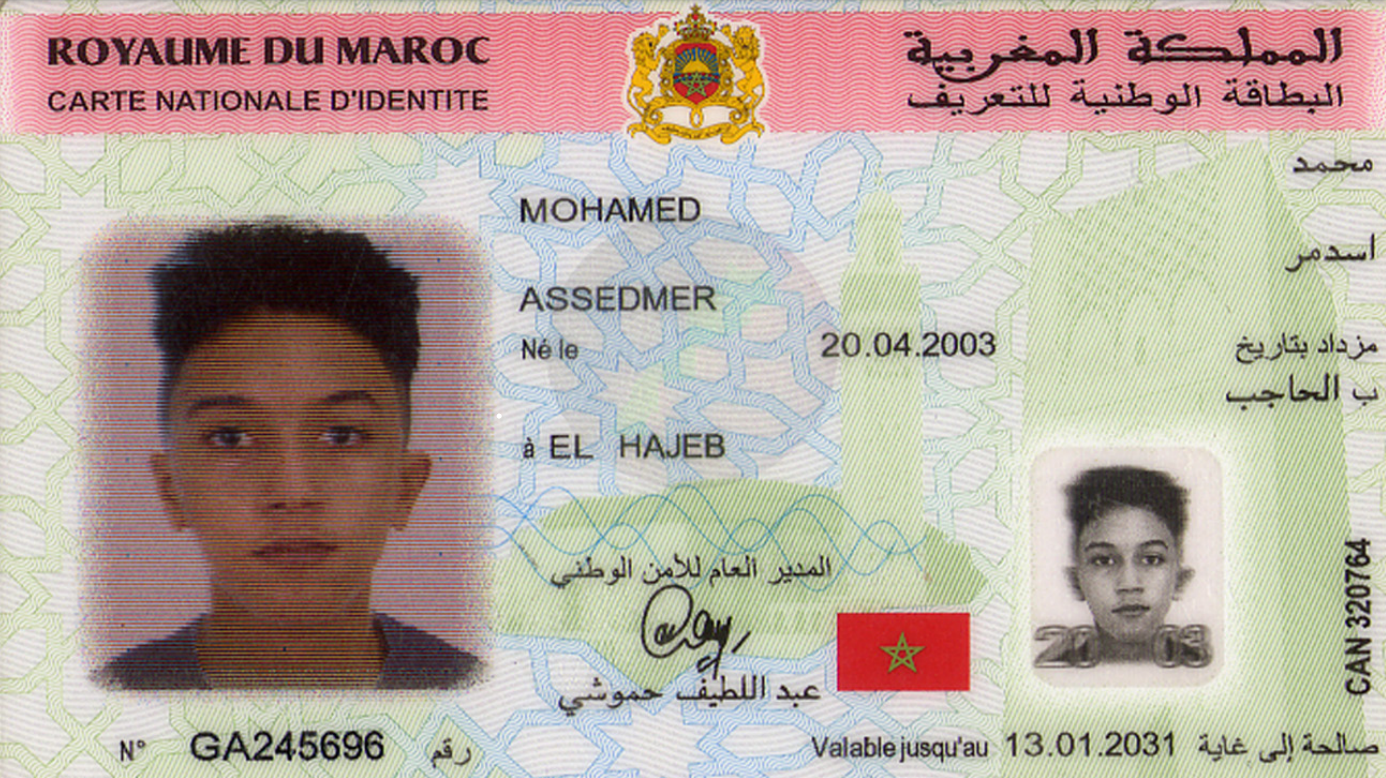 ROYAUME DU MAROC
المملكة المغربية
CARTE NATIONALE D'IDENTITE
البطاقة الوطنية للتعريف
محمد
MOHAMED
اسدمر
ASSEDMER
Né le 20.04.2003 مزداد بتاريخ
ب الحاجب
à EL HAJEB
المدير العام للأمن الوطني
عبد اللطيف حموشي
2003
CAN 320764
N° GA245696 رقم
Valable jusqu'au 13.01.2031 صالحة إلى غاية